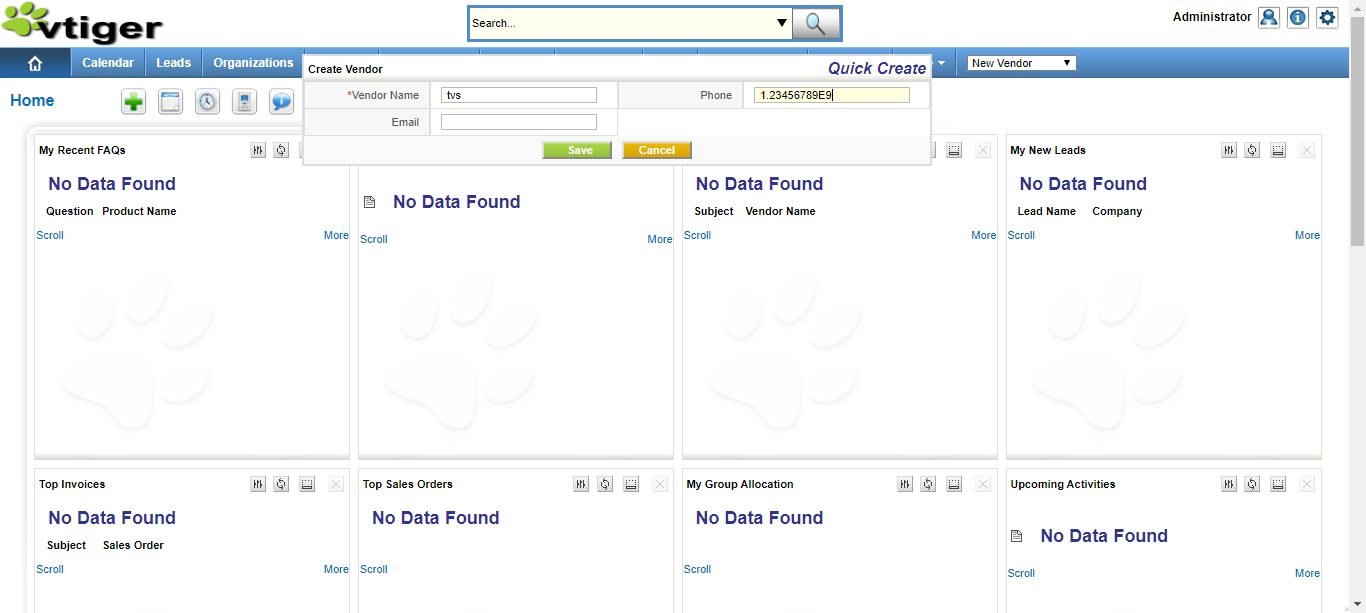 vtiger
Search...
Administrator
Calendar Leads Organizations
New Vendor
Create Vendor Quick Create
*Vendor Name tvs Phone 1.23456789E9
Email
Save Cancel
Home
My Recent FAQs
No Data Found
Question Product Name
Scroll More
No Data Found
Scroll More
No Data Found
Subject Vendor Name
Scroll More
My New Leads
No Data Found
Lead Name Company
Scroll More
Top Invoices
No Data Found
Subject Sales Order
Scroll More
Top Sales Orders
No Data Found
Scroll
My Group Allocation
No Data Found
Scroll
Upcoming Activities
No Data Found
Scroll More